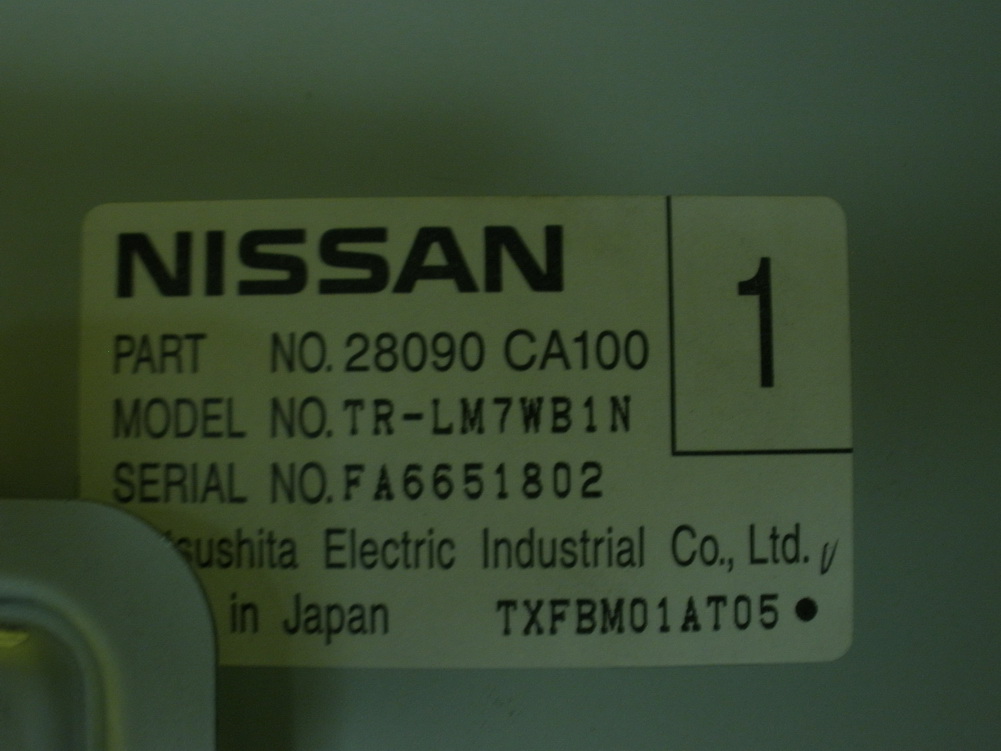 NISSAN
1
PART NO. 28090 CA100
MODEL NO. TR-LM7WB1N
SERIAL NO. FA6651802
sushita Electric Industrial Co., Ltd.
in Japan TXFBM01AT05